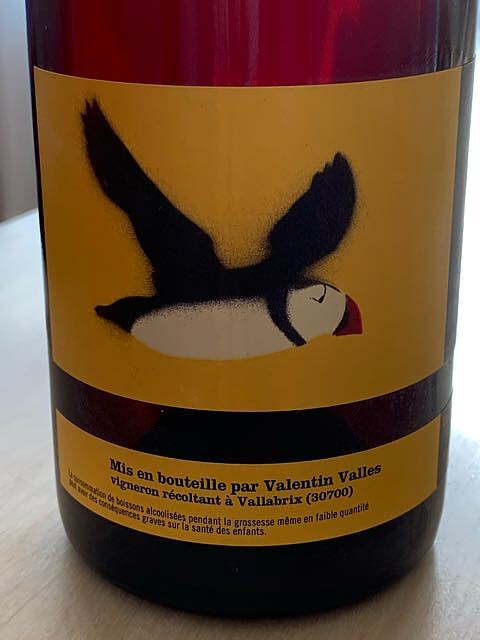 Mis en bouteille par Valentin Valles
vigneron récoltant à Vallabrix (30700)
La consommation de boissons alcoolisées pendant la grossesse même en faible quantité
peut avoir des conséquences graves sur la santé des enfants.